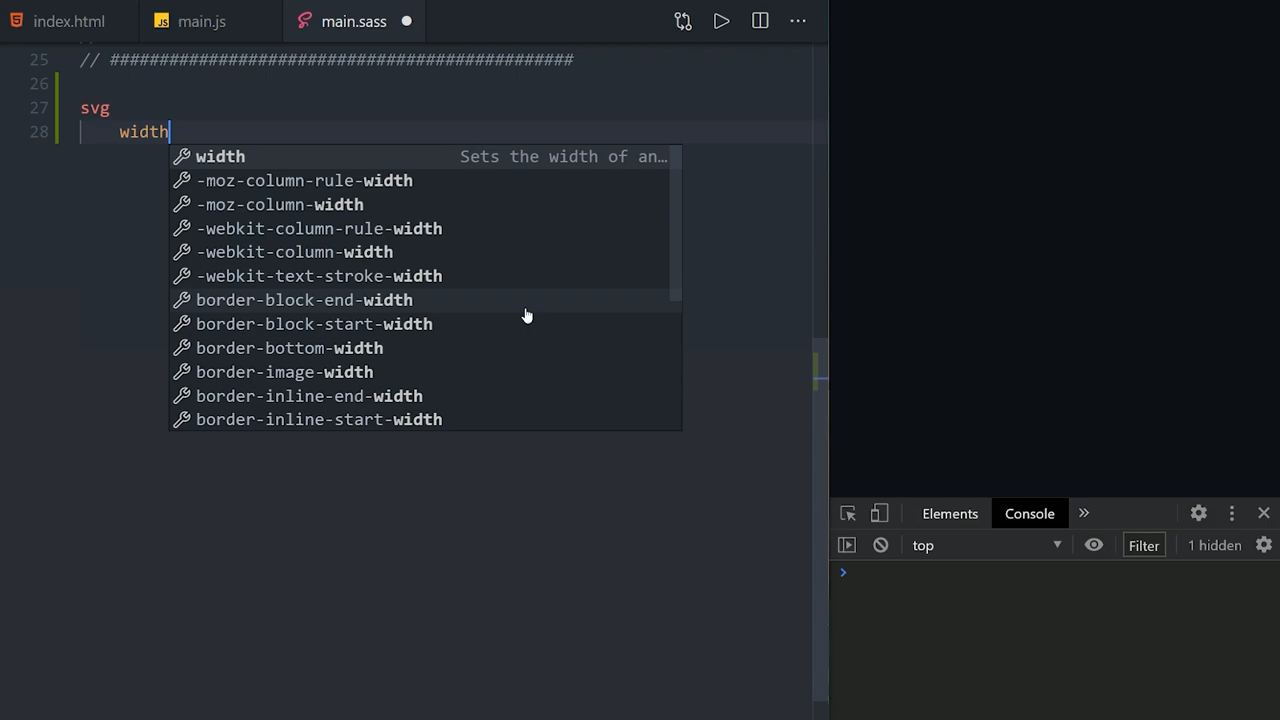 index.html JS main.js main.sass
25 // ###############################################
26
27 svg
28 width
width Sets the width of an…
-moz-column-rule-width
-moz-column-width
-webkit-column-rule-width
-webkit-column-width
-webkit-text-stroke-width
border-block-end-width
border-block-start-width
border-bottom-width
border-image-width
border-inline-end-width
border-inline-start-width
Elements Console »
top Filter 1 hidden
>